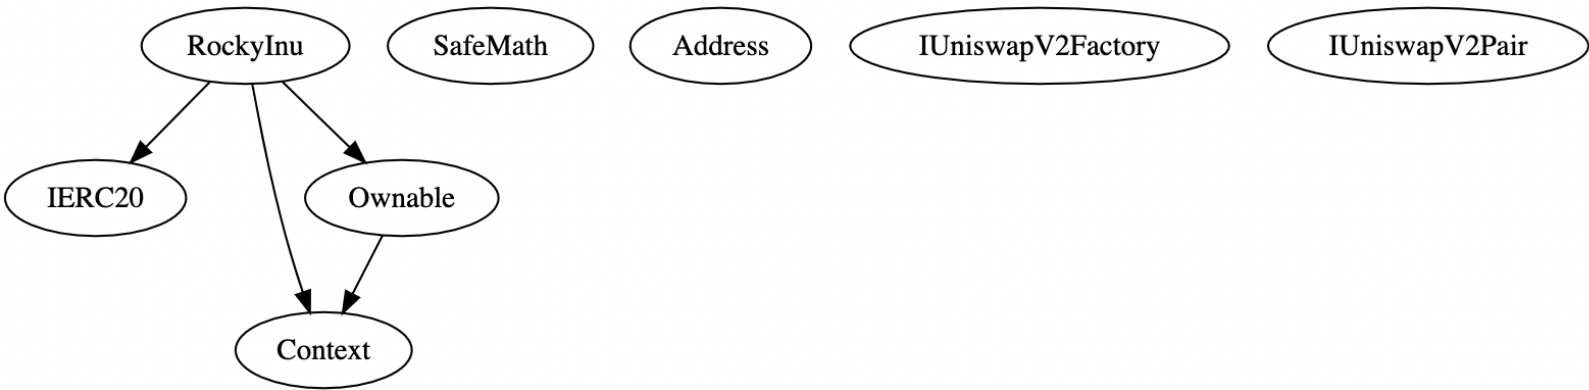 RockyInu
SafeMath
Address
IUniswapV2Factory
IUniswapV2Pair
IERC20
Ownable
Context